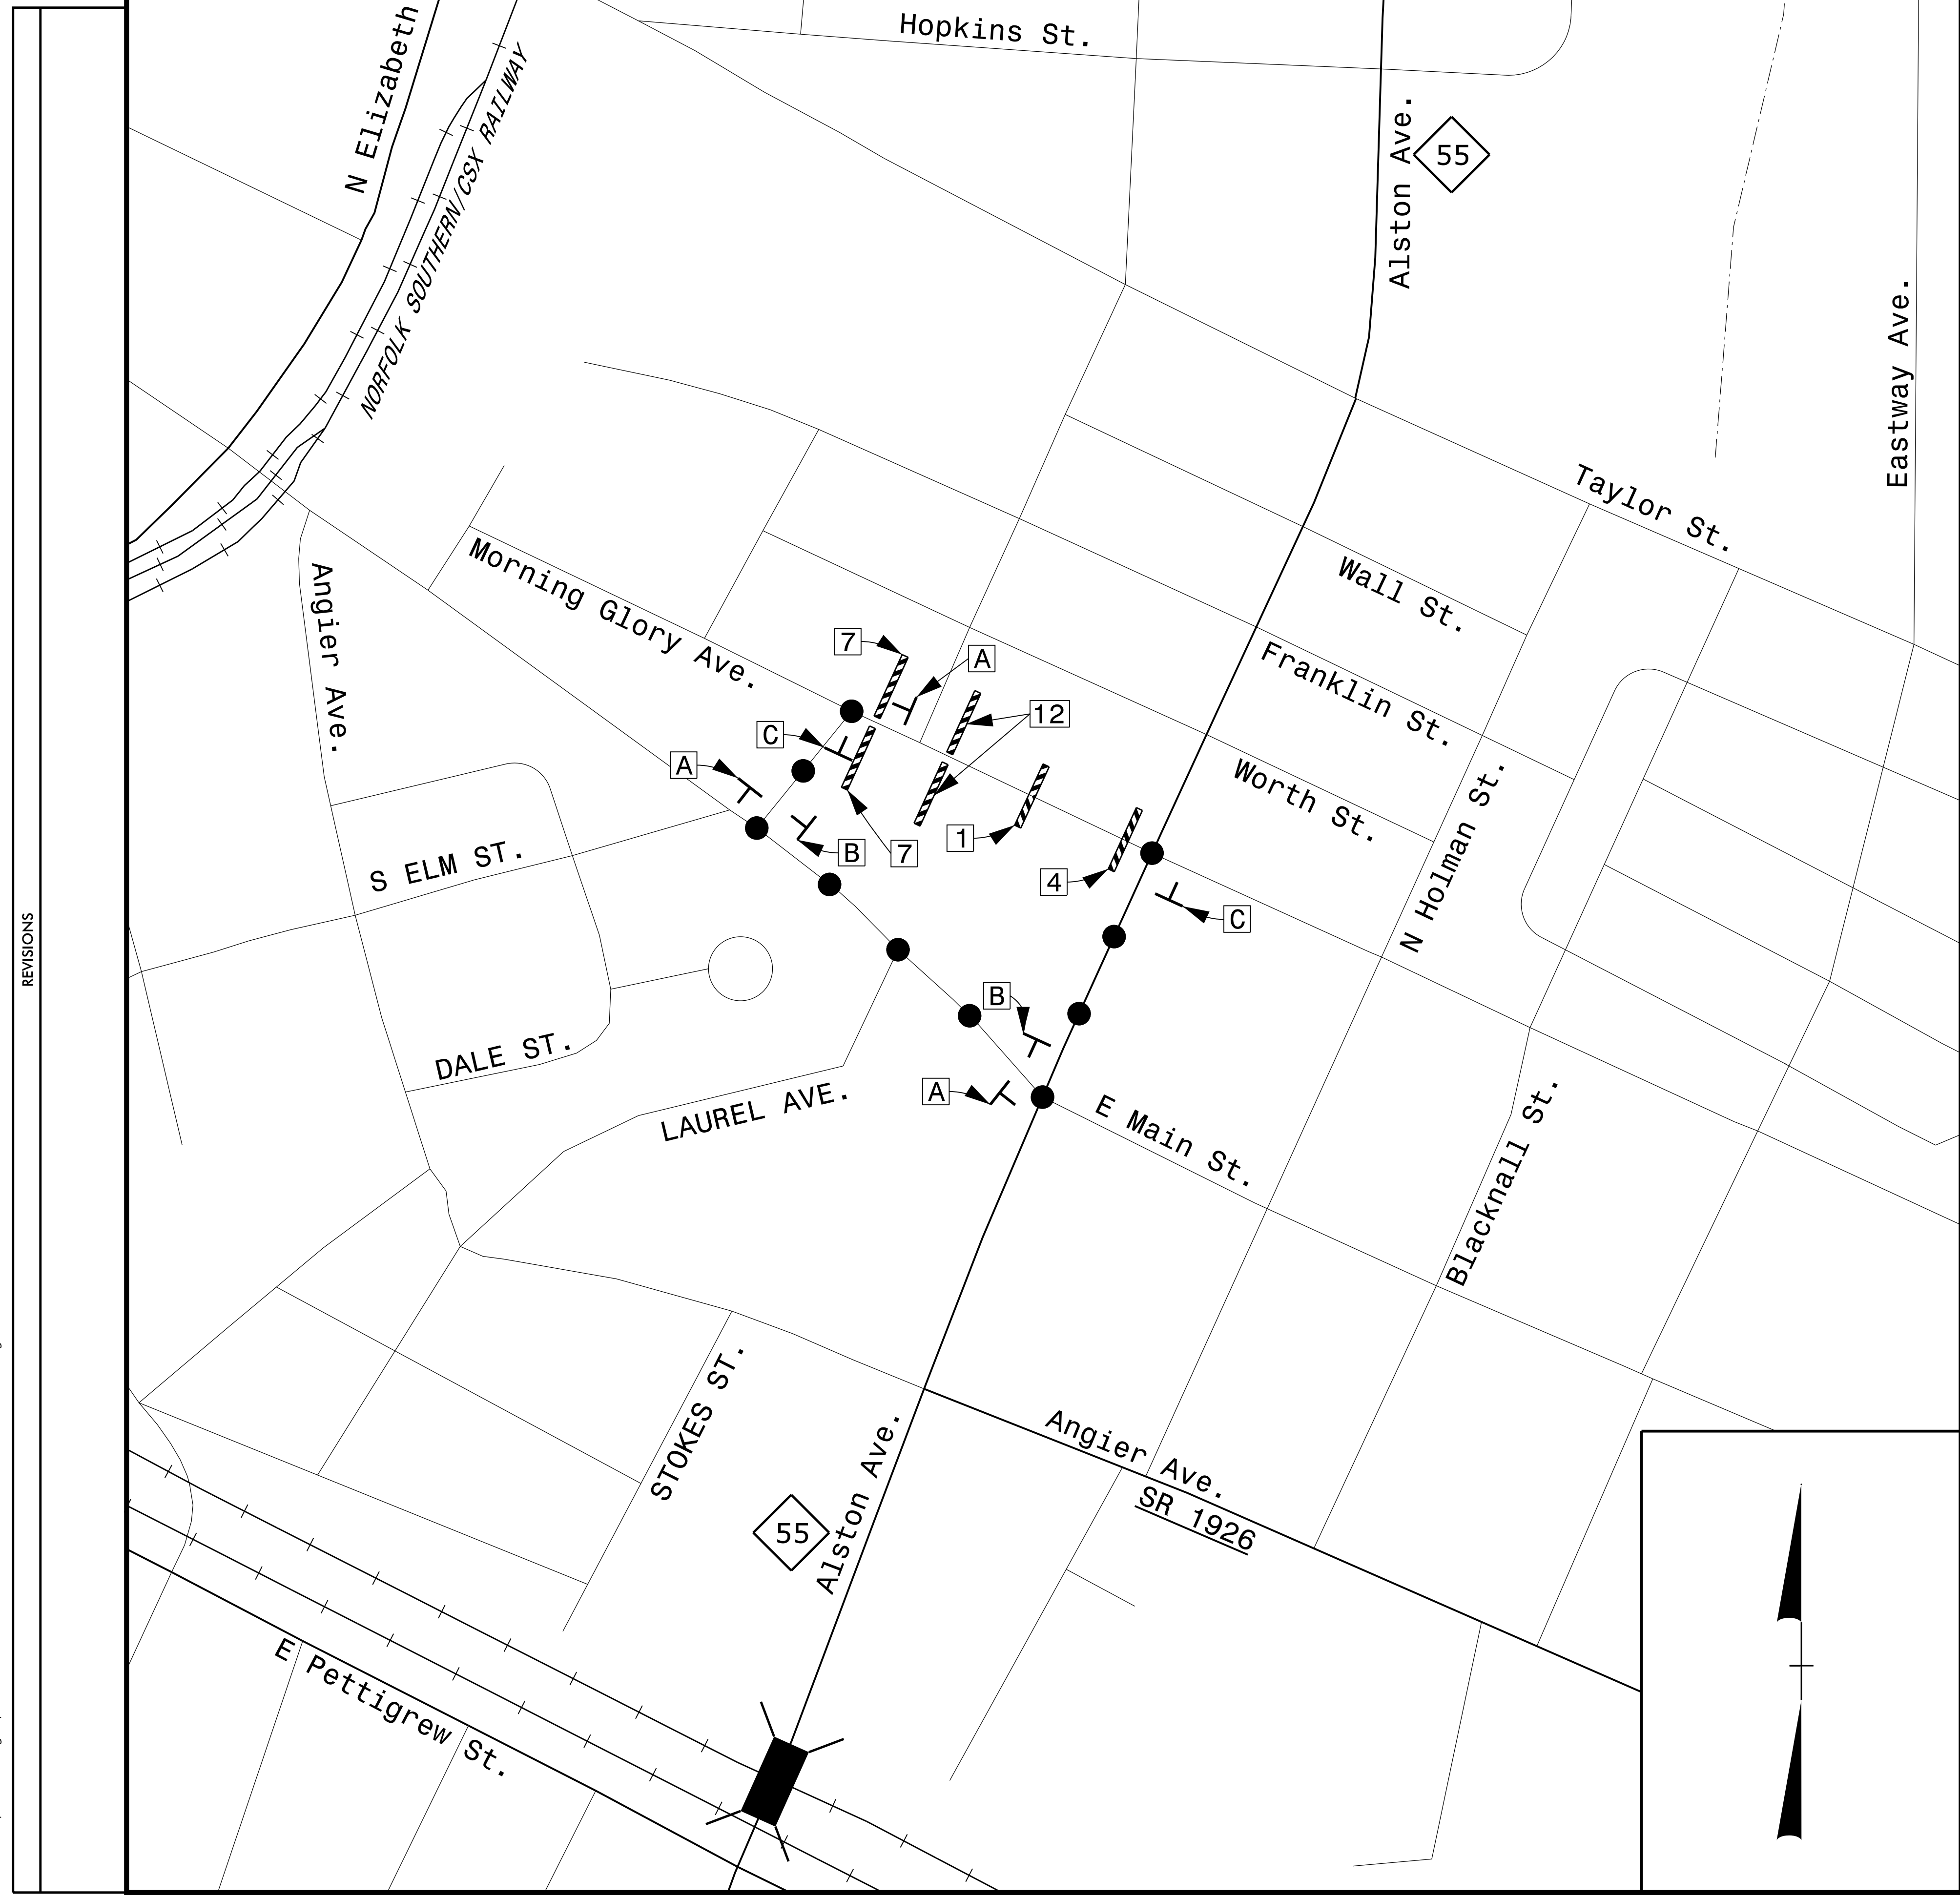 Hopkins St.
N Elizabeth
NORFOLK SOUTHERN/CSX RAILWAY
Alston Ave.
55
Eastway Ave.
Taylor St.
Wall St.
Angier Ave.
Morning Glory Ave.
Franklin St.
7
A
12
C
A
Worth St.
N Holman St.
1
B
7
4
S ELM ST.
C
REVISIONS
B
DALE ST.
A
LAUREL AVE.
E Main St.
Blacknall St.
STOKES ST.
Alston Ave.
55
Angier Ave.
SR 1926
E Pettigrew St.